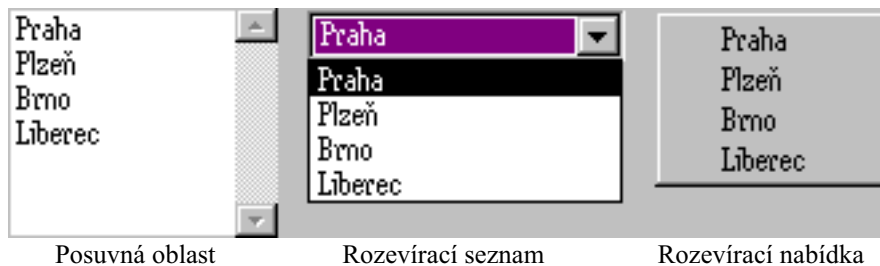 Praha
Plzeň
Brno
Liberec
Praha
Praha
Plzeň
Brno
Liberec
Praha
Plzeň
Brno
Liberec
Posuvná oblast
Rozevírací seznam
Rozevírací nabídka